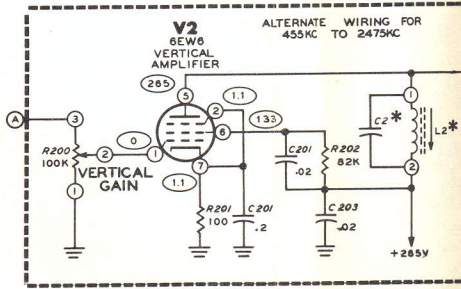 V2
6EW6
VERTICAL
AMPLIFIER
ALTERNATE WIRING FOR
455KC TO 2475KC
265
5
1.1
2
133
6
A
3
R200
100K
2
0
1
VERTICAL
GAIN
1
7
1.1
R201
100
C201
.2
C201
.02
R202
82K
C203
.02
C2*
1
L2*
2
+265V